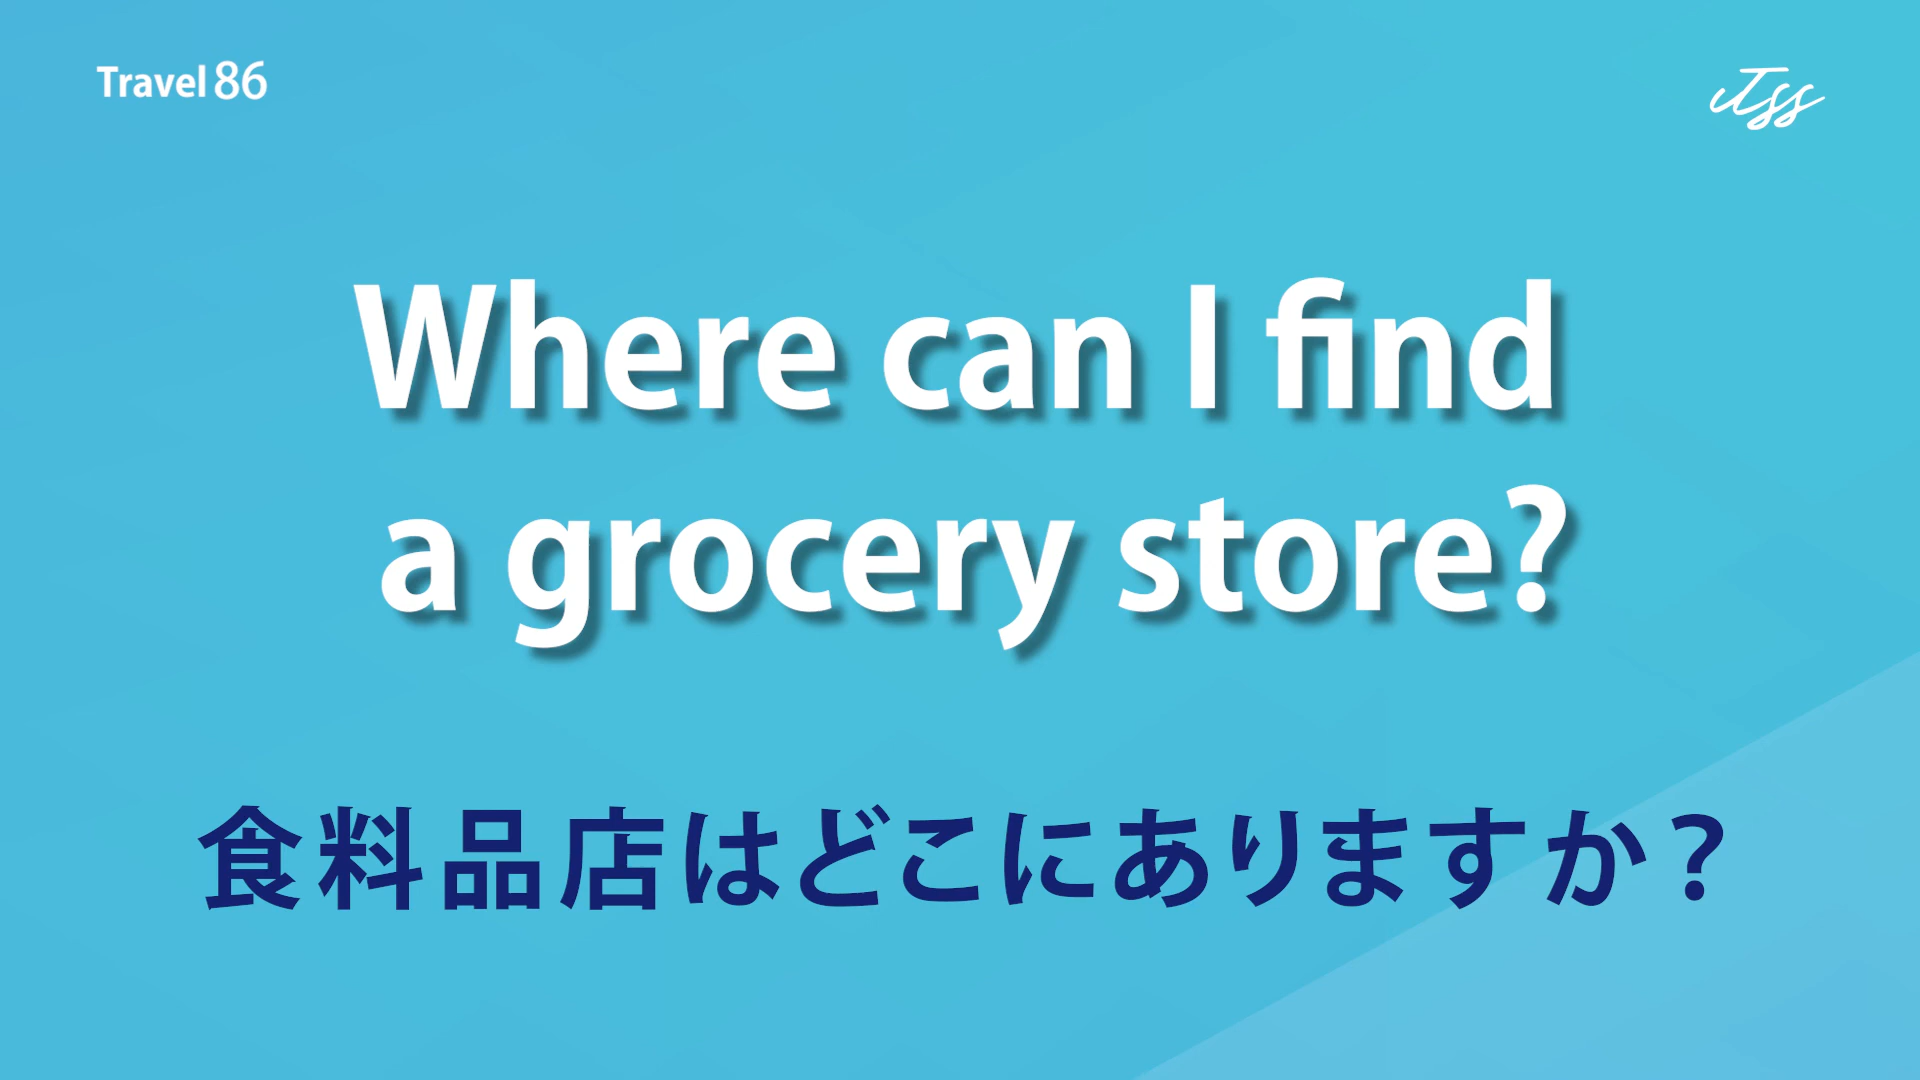 Travel 86
Jss
Where can I find
a grocery store?
食料品店はどこにありますか？